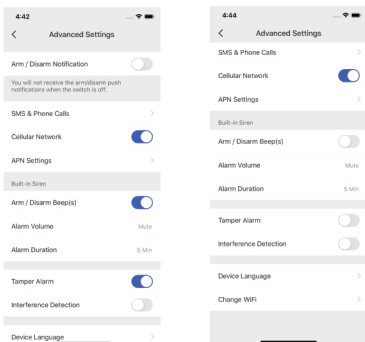 4:42
Advanced Settings
Arm / Disarm Notification
You will not receive the arm/disarm push
notifications when the switch is off.
SMS & Phone Calls
Cellular Network
APN Settings
Built-in Siren
Arm / Disarm Beep(s)
Alarm Volume Mute
Alarm Duration 5 Min
Tamper Alarm
Interference Detection
Device Language
4:44
Advanced Settings
SMS & Phone Calls
Cellular Network
APN Settings
Built-in Siren
Arm / Disarm Beep(s)
Alarm Volume Mute
Alarm Duration 5 Min
Tamper Alarm
Interference Detection
Device Language
Change WiFi